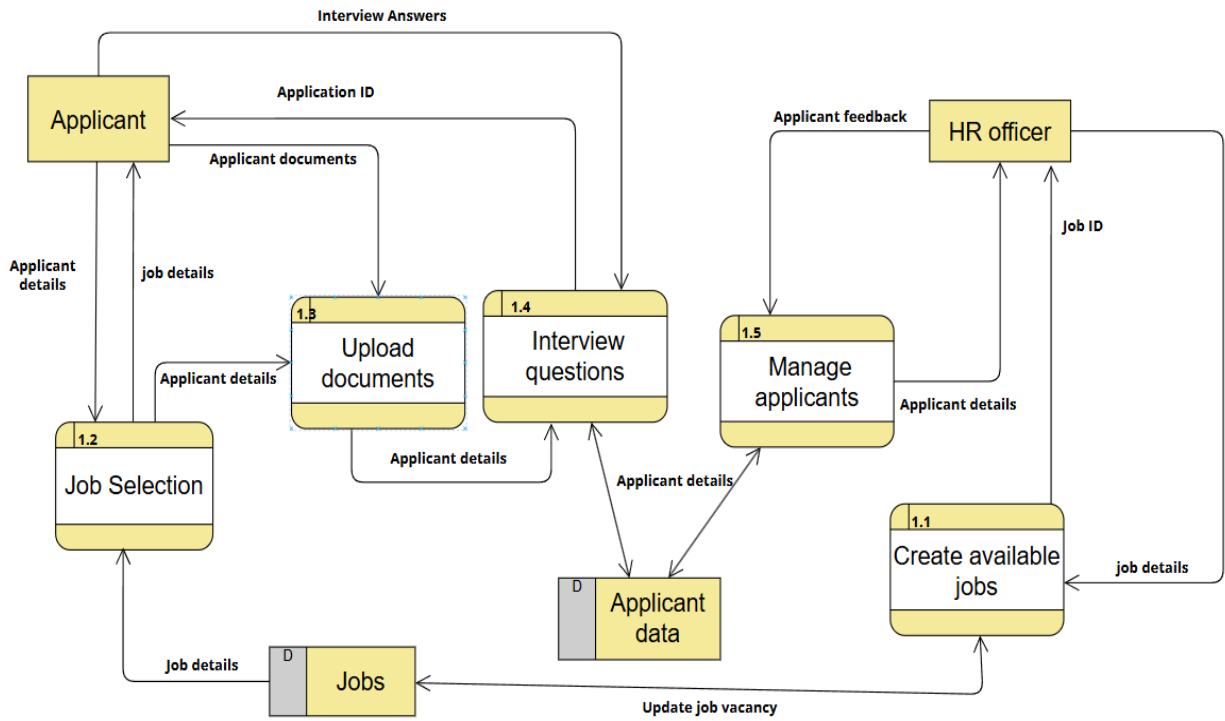 Interview Answers
Application ID
Applicant
Applicant feedback
HR officer
Applicant documents
Job ID
Applicant
details
job details
1.3
Upload
documents
1.4
Interview
questions
1.5
Manage
applicants
Applicant details
Applicant details
1.2
Job Selection
Applicant details
Applicant details
1.1
Create available
jobs
job details
D
Applicant
data
D
Jobs
Job details
Update job vacancy